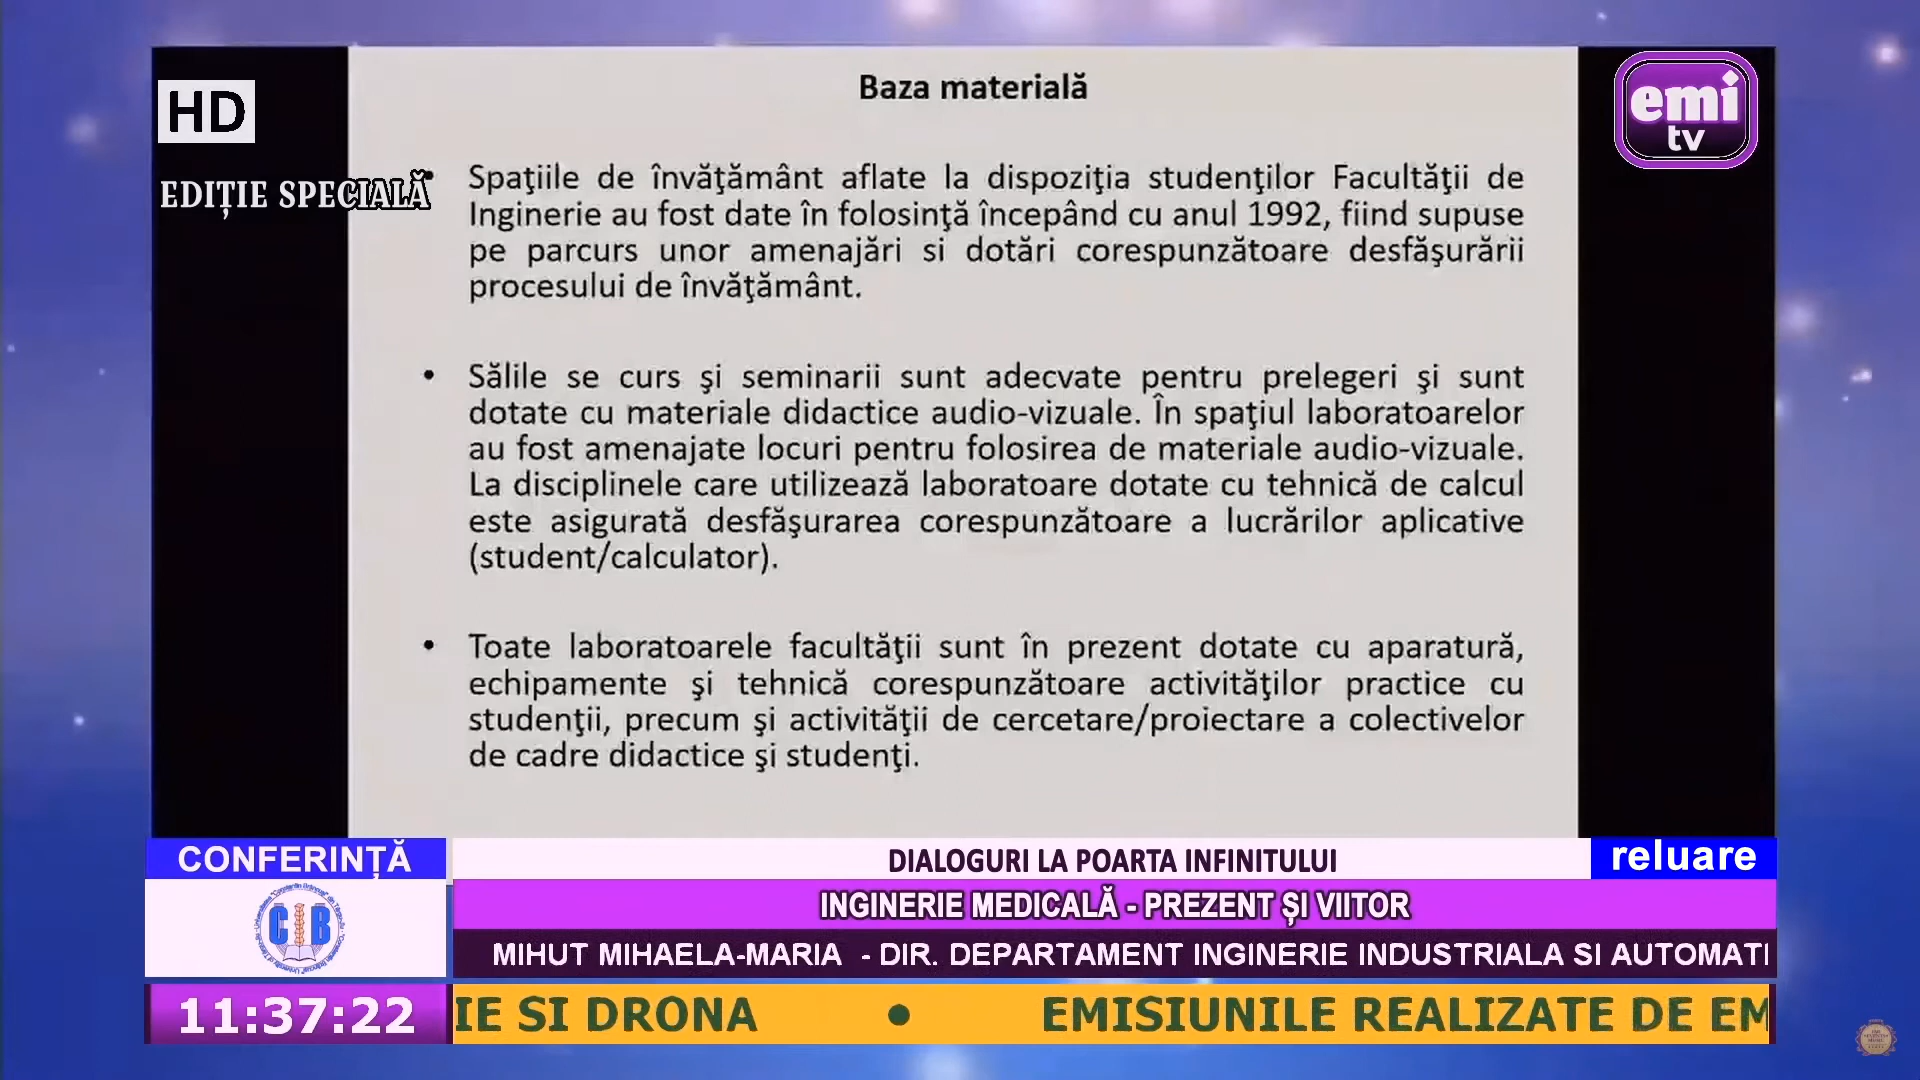 HD
emi
tv
EDIȚIE SPECIALĂ
Baza materială
• Spaţiile de învăţământ aflate la dispoziţia studenţilor Facultăţii de
Inginerie au fost date în folosinţă începând cu anul 1992, fiind supuse
pe parcurs unor amenajări si dotări corespunzătoare desfăşurării
procesului de învăţământ.
• Sălile se curs şi seminarii sunt adecvate pentru prelegeri şi sunt
dotate cu materiale didactice audio-vizuale. În spaţiul laboratoarelor
au fost amenajate locuri pentru folosirea de materiale audio-vizuale.
La disciplinele care utilizează laboratoare dotate cu tehnică de calcul
este asigurată desfăşurarea corespunzătoare a lucrărilor aplicative
(student/calculator).
• Toate laboratoarele facultăţii sunt în prezent dotate cu aparatură,
echipamente şi tehnică corespunzătoare activităţilor practice cu
studenţii, precum şi activităţii de cercetare/proiectare a colectivelor
de cadre didactice şi studenţi.
CONFERINȚĂ
DIALOGURI LA POARTA INFINITULUI
reluare
INGINERIE MEDICALĂ - PREZENT ȘI VIITOR
CIB
MIHUT MIHAELA-MARIA - DIR. DEPARTAMENT INGINERIE INDUSTRIALA SI AUTOMATI
11:37:22
IE SI DRONA • EMISIUNILE REALIZATE DE EM